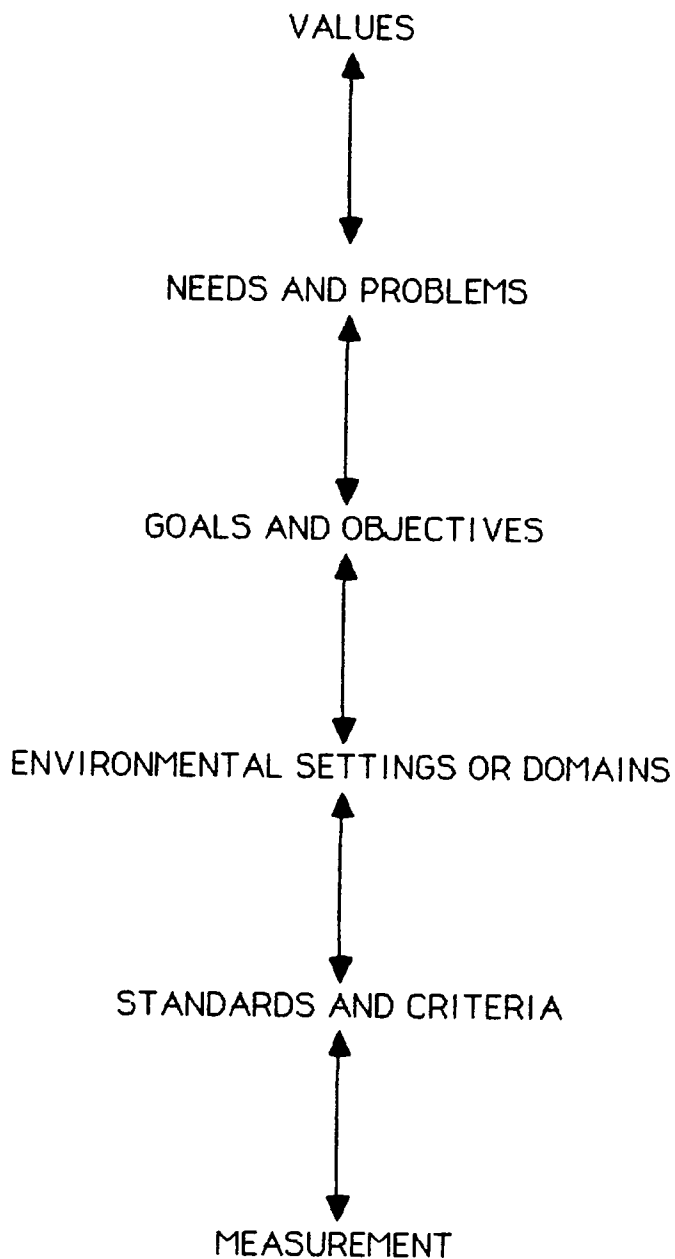 VALUES
NEEDS AND PROBLEMS
GOALS AND OBJECTIVES
ENVIRONMENTAL SETTINGS OR DOMAINS
STANDARDS AND CRITERIA
MEASUREMENT